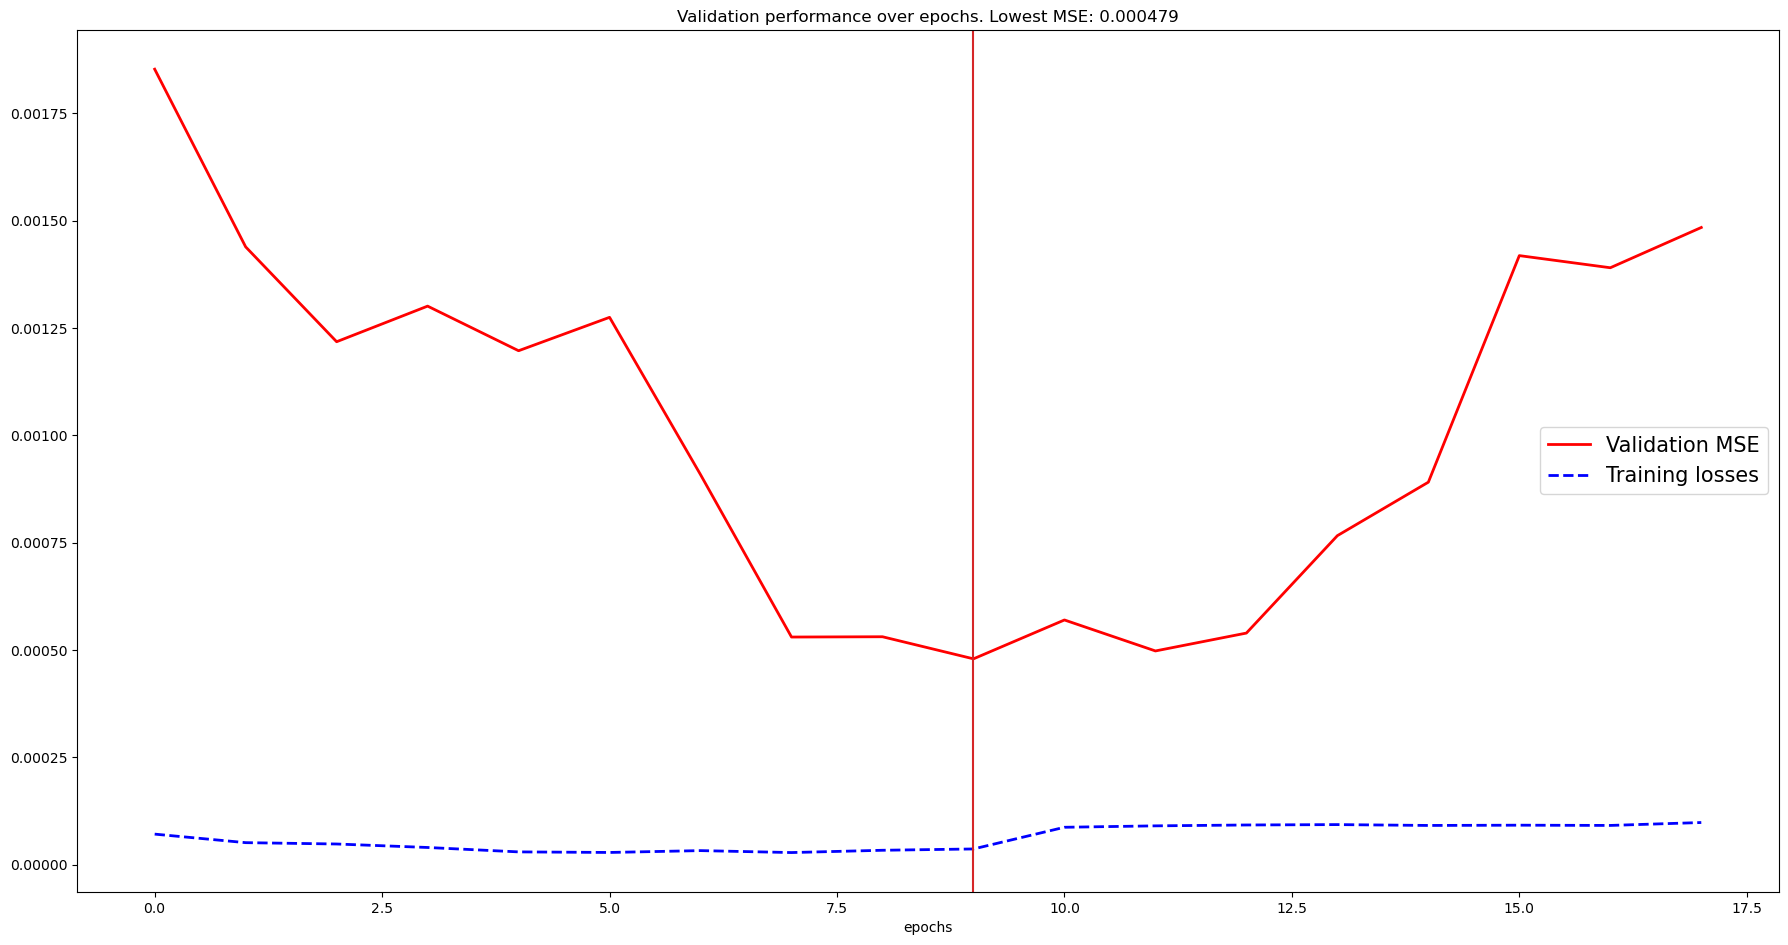 Validation performance over epochs. Lowest MSE: 0.000479
0.00175
0.00150
0.00125
0.00100
0.00075
0.00050
0.00025
0.00000
Validation MSE
Training losses
0.0 2.5 5.0 7.5 10.0 12.5 15.0 17.5
epochs